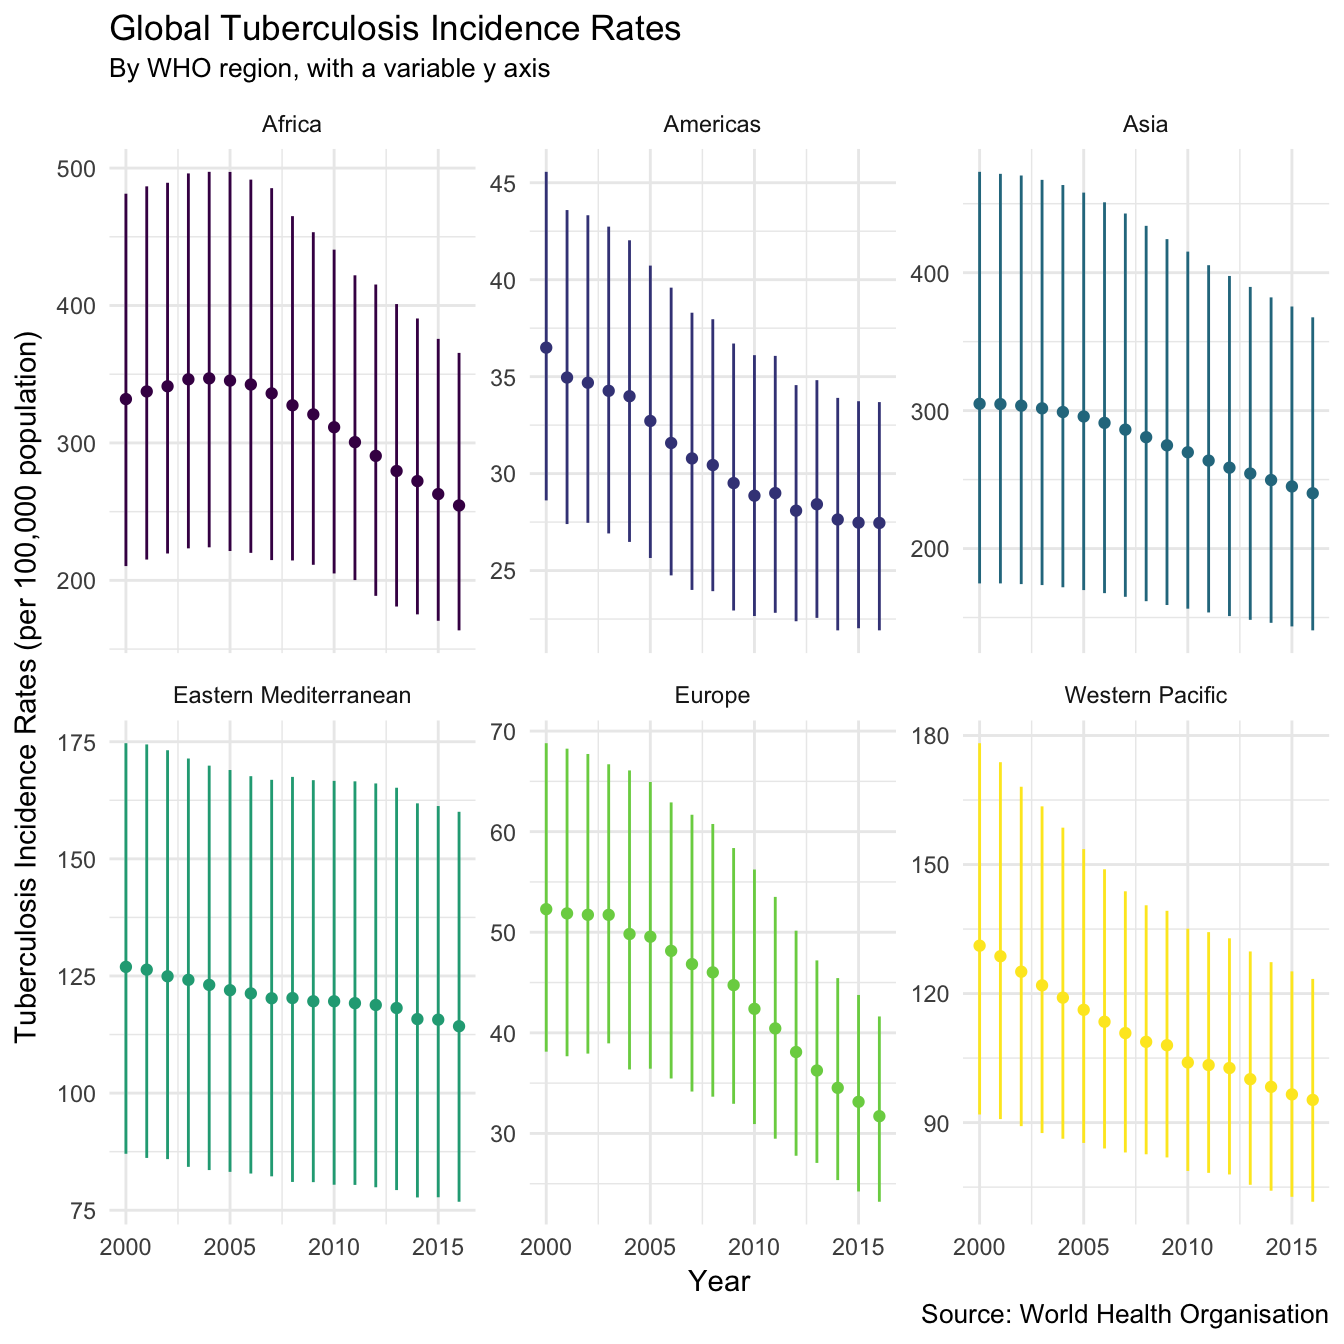 Global Tuberculosis Incidence Rates
By WHO region, with a variable y axis
Tuberculosis Incidence Rates (per 100,000 population)
Africa
500
400
300
200
Americas
45
40
35
30
25
Asia
400
300
200
Eastern Mediterranean
175
150
125
100
75
2000 2005 2010 2015
Europe
70
60
50
40
30
2000 2005 2010 2015
Western Pacific
180
150
120
90
2000 2005 2010 2015
Year
Source: World Health Organisation